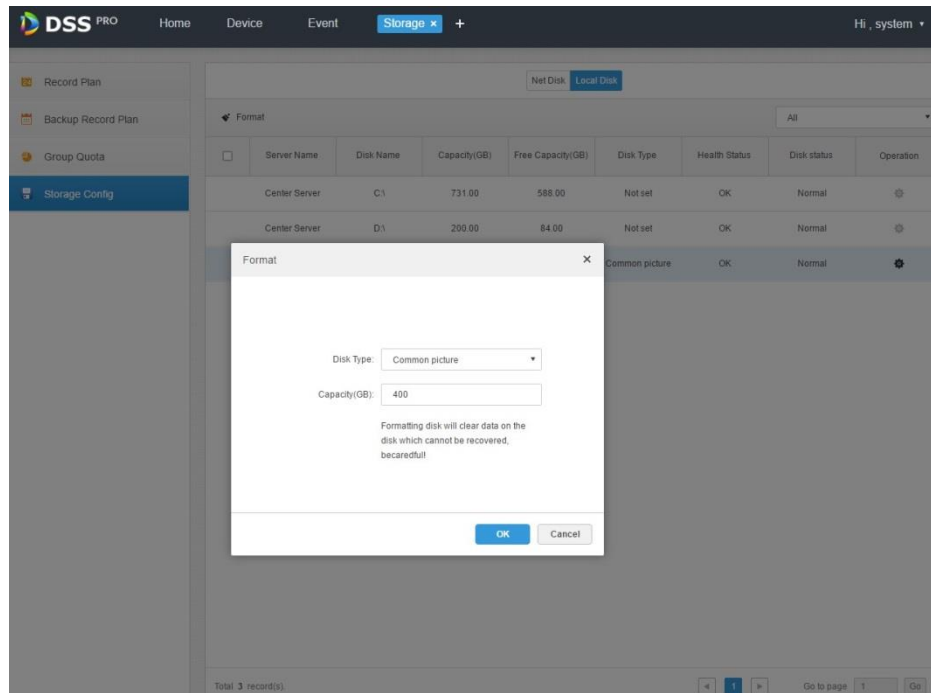 DSS PRO Home Device Event Storage × + Hi , system
Record Plan
Backup Record Plan
Group Quota
Storage Config
Net Disk Local Disk
Format All
Server Name Disk Name Capacity(GB) Free Capacity(GB) Disk Type Health Status Disk status Operation
Center Server C:\ 731.00 588.00 Not set OK Normal
Center Server D:\ 200.00 84.00 Not set OK Normal
Common picture OK Normal
Format ×
Disk Type: Common picture
Capacity(GB): 400
Formatting disk will clear data on the
disk which cannot be recovered,
becaredful!
OK Cancel
Total 3 record(s). 1 Go to page 1 Go